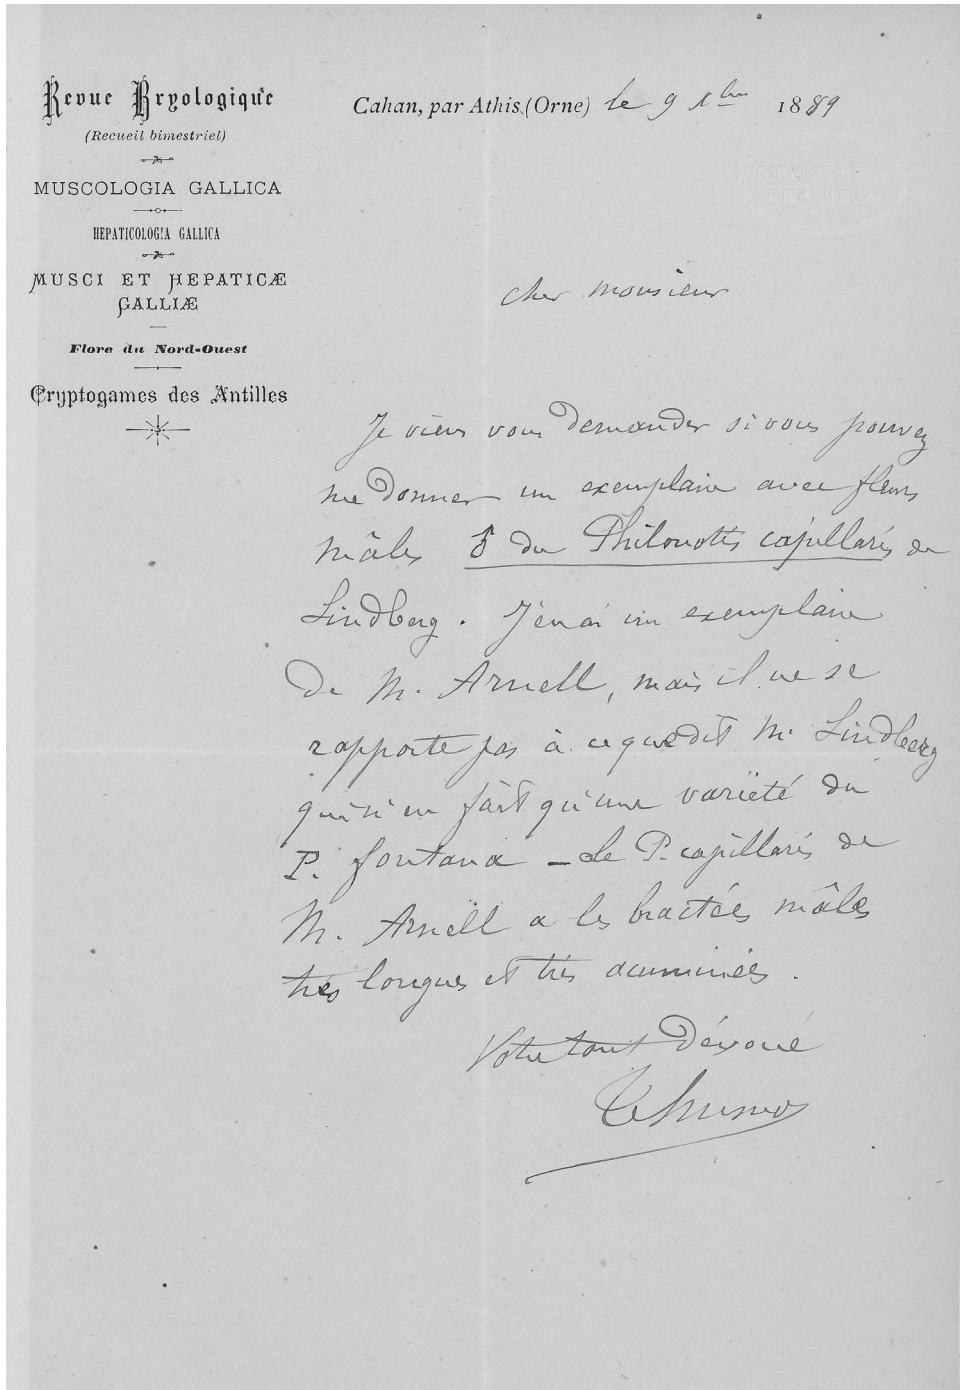 Revue Bryologique
(Recueil bimestriel)
MUSCOLOGIA GALLICA
HEPATICOLOGIA GALLICA
MUSCI ET HEPATICÆ
GALLIÆ
Flore du Nord-Ouest
Cryptogames des Antilles
Cahan, par Athis (Orne) le 9 Xbre 1889
Cher monsieur
Je viens vous demander si vous pouvez
me donner un exemplaire avec fleurs
mâles ♂ du Philonotis capillaris de
Lindberg. J'en ai un exemplaire
de M. Arnell, mais il ne se
rapporte pas à ce que dit M. Lindberg
qui n'en fait qu'une variété du
P. fontana – Le P. capillaris de
M. Arnell a les bractées mâles
très longues et très acuminées.
Votre tout dévoué
T. Husnot